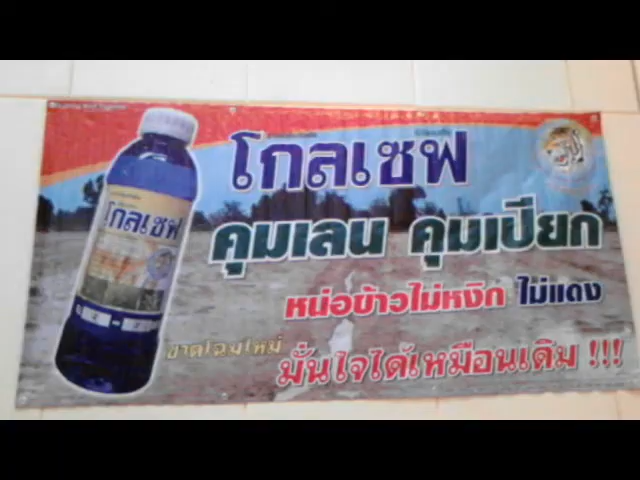 โกลเซฟ
คุมเลน คุมเปียก
หน่อข้าวไม่หงิก ไม่แดง
มั่นใจได้เหมือนเดิม !!!
โกลเซฟ
ขวดโฉมใหม่